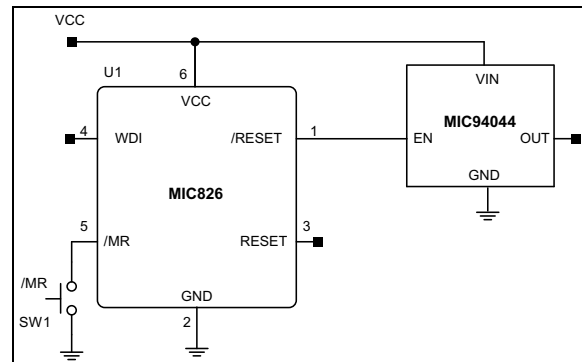 VCC
U1
6
VCC
VIN
4
WDI
/RESET
1
EN
MIC94044
OUT
GND
MIC826
5
/MR
RESET
3
/MR
SW1
GND
2